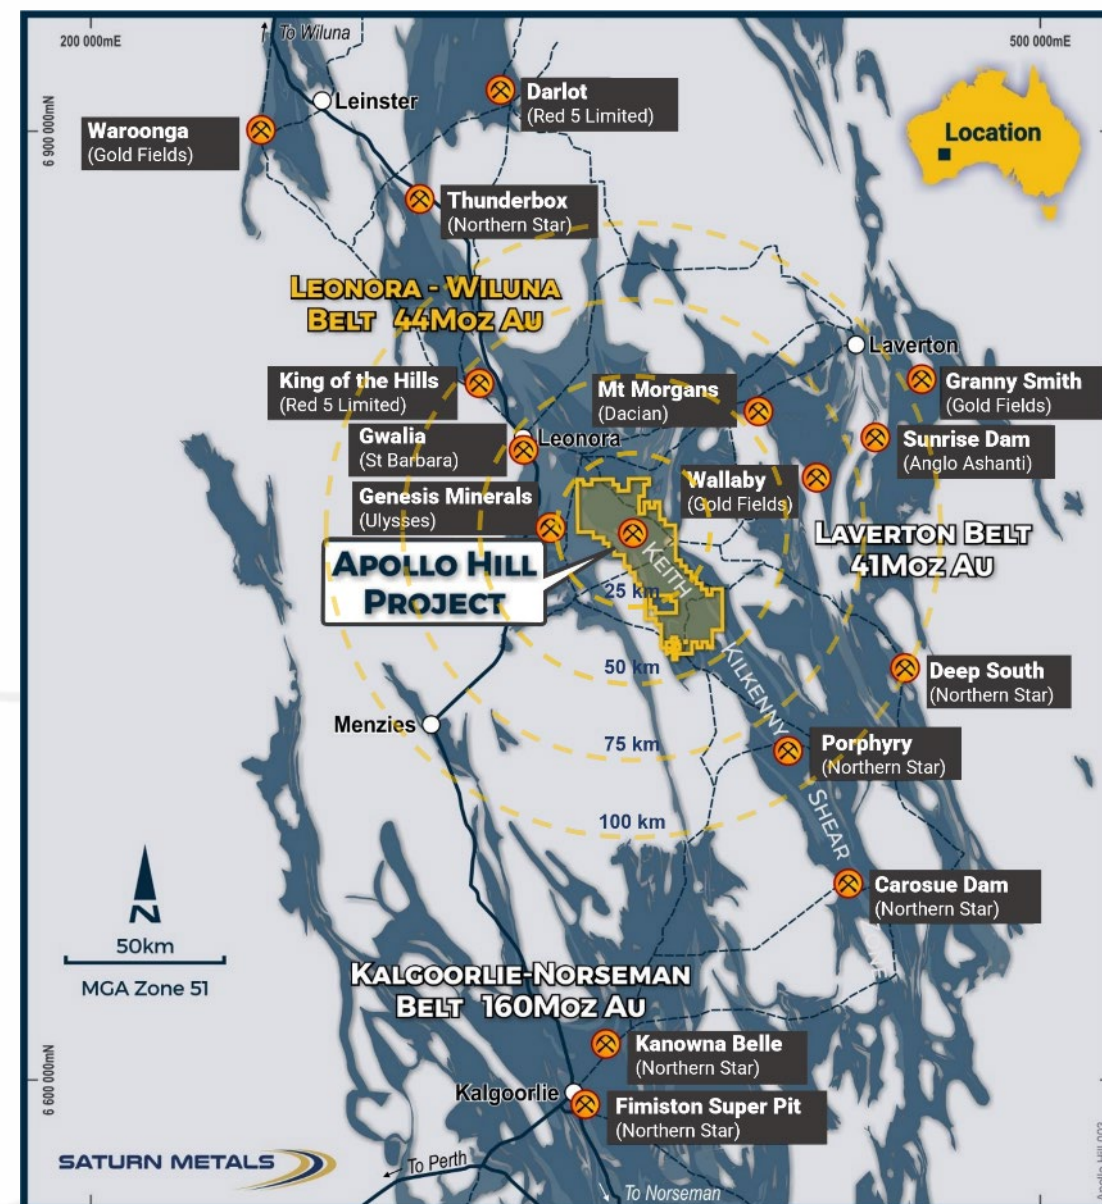 200 000mE
To Wiluna
500 000mE
6 900 000mN
Leinster
Darlot
(Red 5 Limited)
Waroonga
(Gold Fields)
Location
Thunderbox
(Northern Star)
LEONORA - WILUNA
BELT 44MOZ AU
Laverton
King of the Hills
(Red 5 Limited)
Mt Morgans
(Dacian)
Granny Smith
(Gold Fields)
Gwalia
(St Barbara)
Leonora
Sunrise Dam
(Anglo Ashanti)
Wallaby
(Gold Fields)
Genesis Minerals
(Ulysses)
LAVERTON BELT
41MOZ AU
APOLLO HILL
PROJECT
KEITH
25 km
50 km
KILKENNY
Deep South
(Northern Star)
Menzies
75 km
Porphyry
(Northern Star)
SHEAR
100 km
Carosue Dam
(Northern Star)
ZONE
N
50km
MGA Zone 51
KALGOORLIE-NORSEMAN
BELT 160MOZ AU
Kanowna Belle
(Northern Star)
6 600 000mN
Kalgoorlie
Fimiston Super Pit
(Northern Star)
SATURN METALS
To Perth
To Norseman